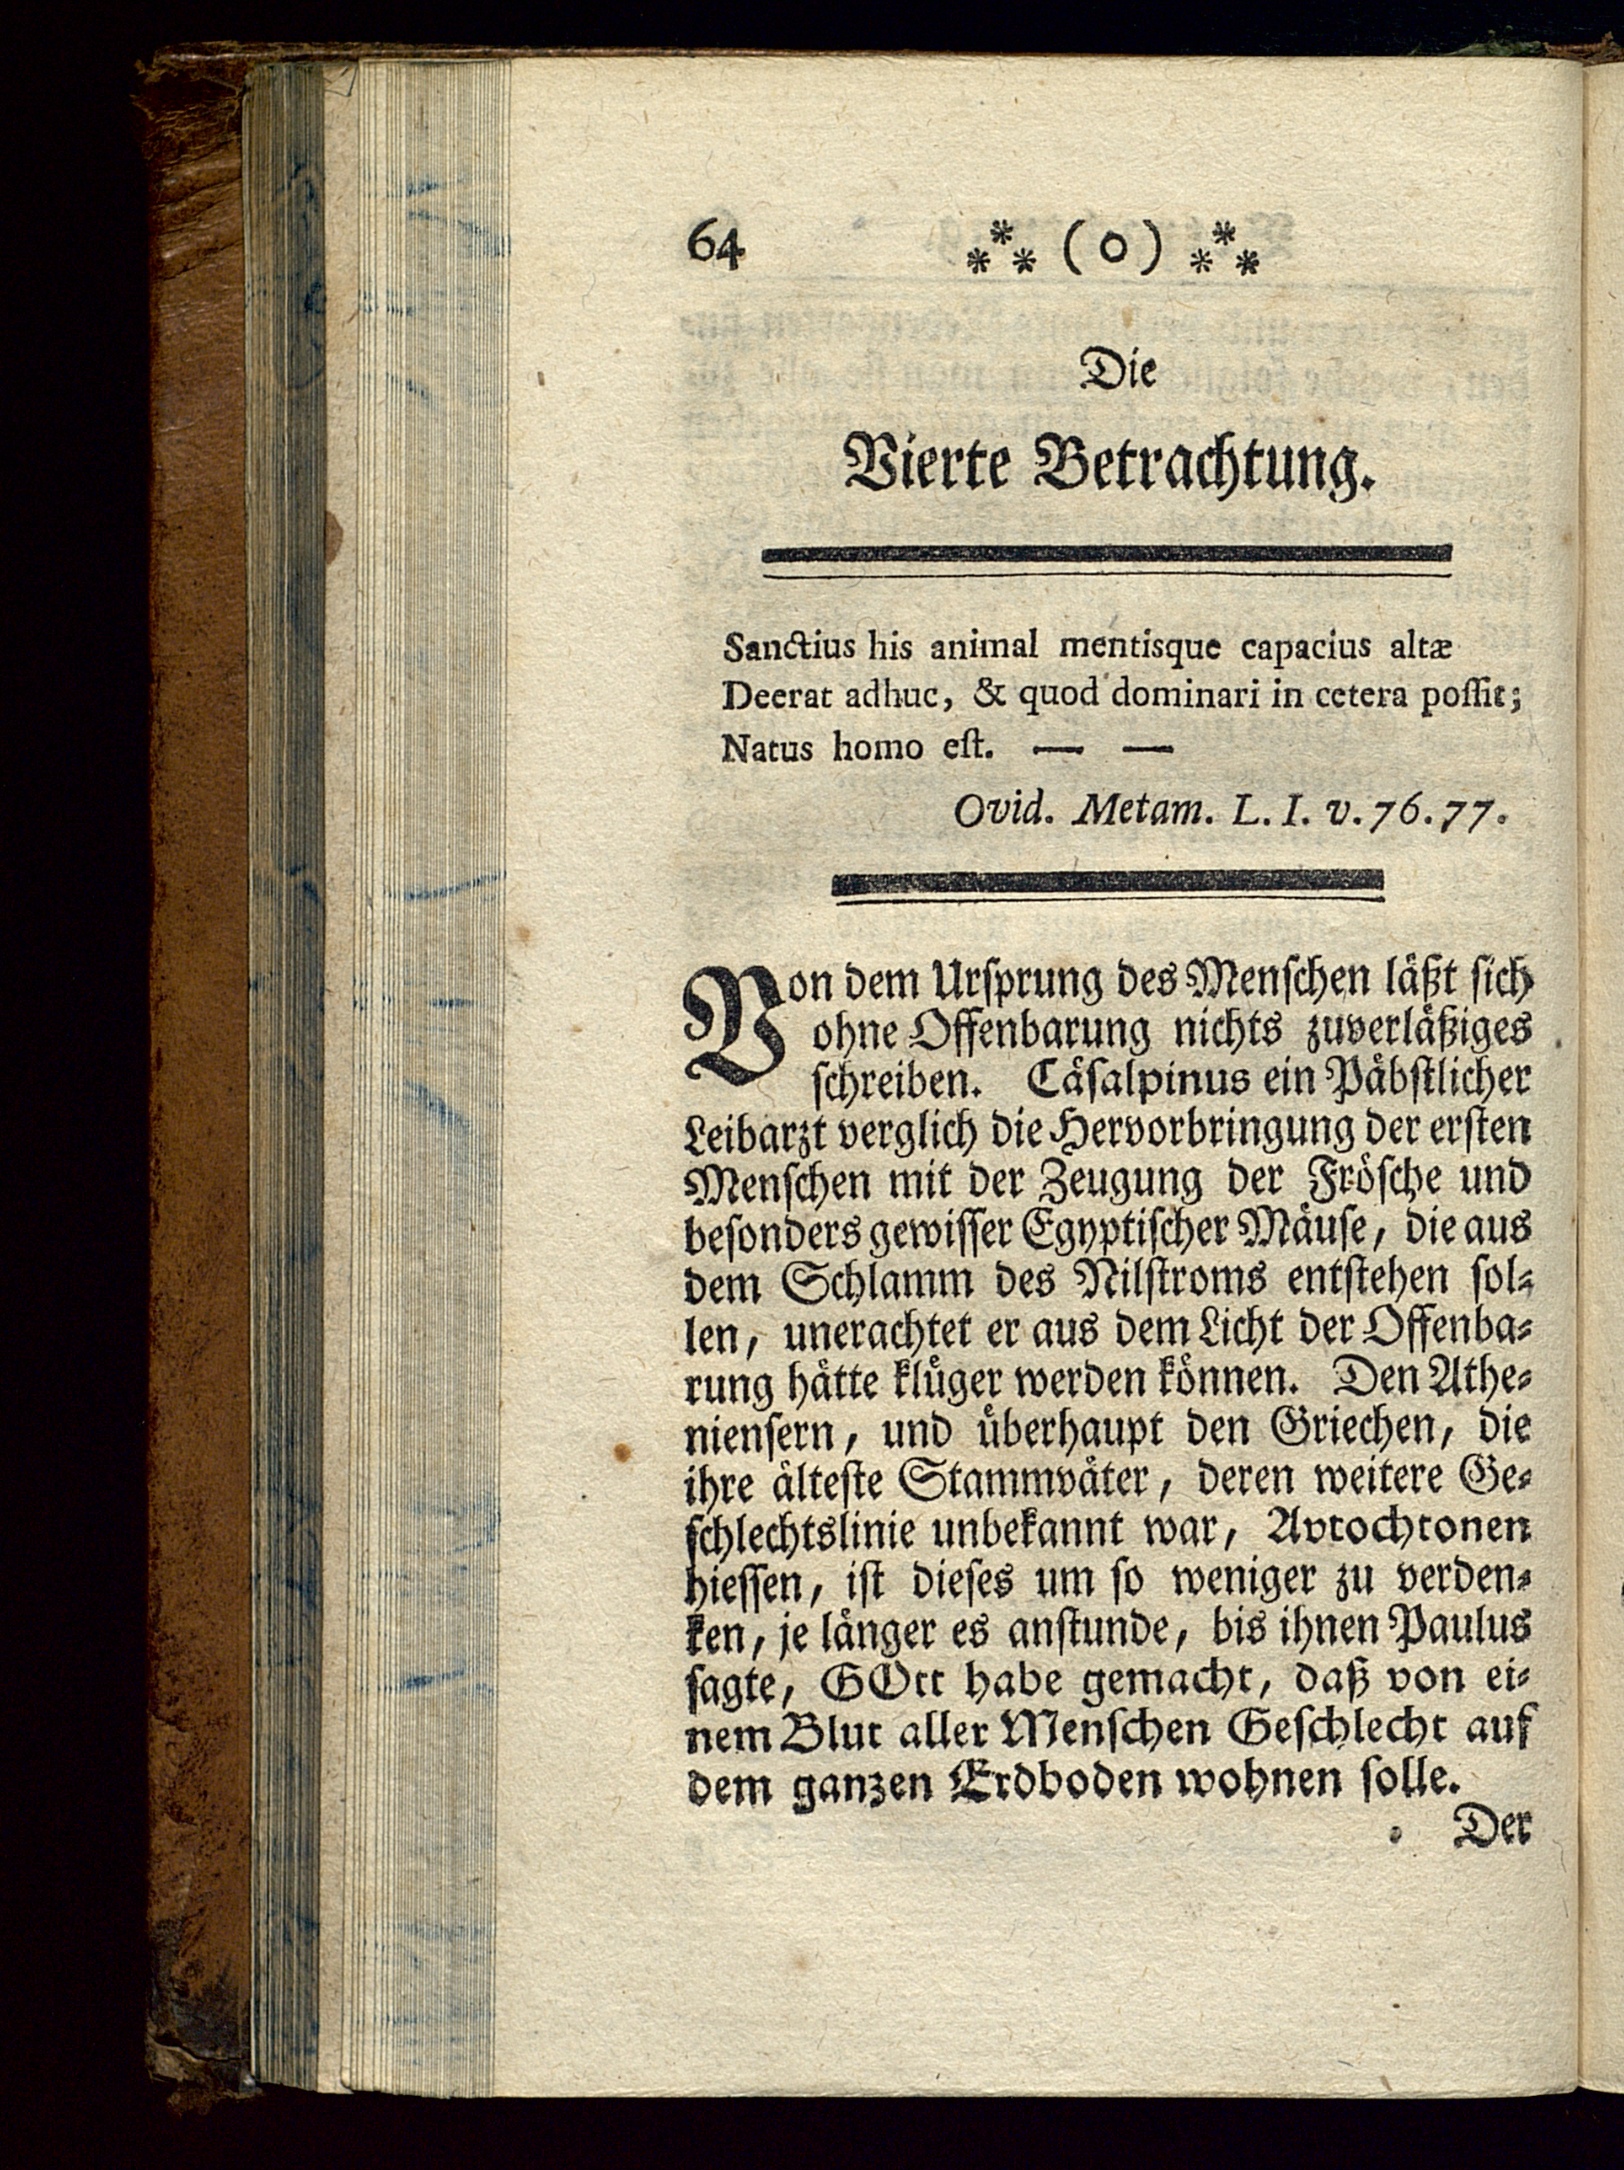 64 ⁂ (0) ⁂
Die
Vierte Betrachtung.
Sanctius his animal mentisque capacius altæ
Deerat adhuc, & quod dominari in cetera poſſit;
Natus homo eſt. — —
Ovid. Metam. L. I. v. 76. 77.
Von dem Urſprung des Menſchen läßt ſich
ohne Offenbarung nichts zuverläßiges
ſchreiben. Cäſalpinus ein Päbſtlicher
Leibarzt verglich die Hervorbringung der erſten
Menſchen mit der Zeugung der Fröſche und
beſonders gewiſſer Egyptiſcher Mäuſe, die aus
dem Schlamm des Nilſtroms entſtehen ſol⸗
len, unerachtet er aus dem Licht der Offenba⸗
rung hätte klüger werden können. Den Athe⸗
nienſern, und überhaupt den Griechen, die
ihre älteſte Stammväter, deren weitere Ge⸗
ſchlechtslinie unbekannt war, Avtochtonen
hieſſen, iſt dieſes um ſo weniger zu verden⸗
ken, je länger es anſtunde, bis ihnen Paulus
ſagte, GOtt habe gemacht, daß von ei⸗
nem Blut aller Menſchen Geſchlecht auf
dem ganzen Erdboden wohnen ſolle.
Der